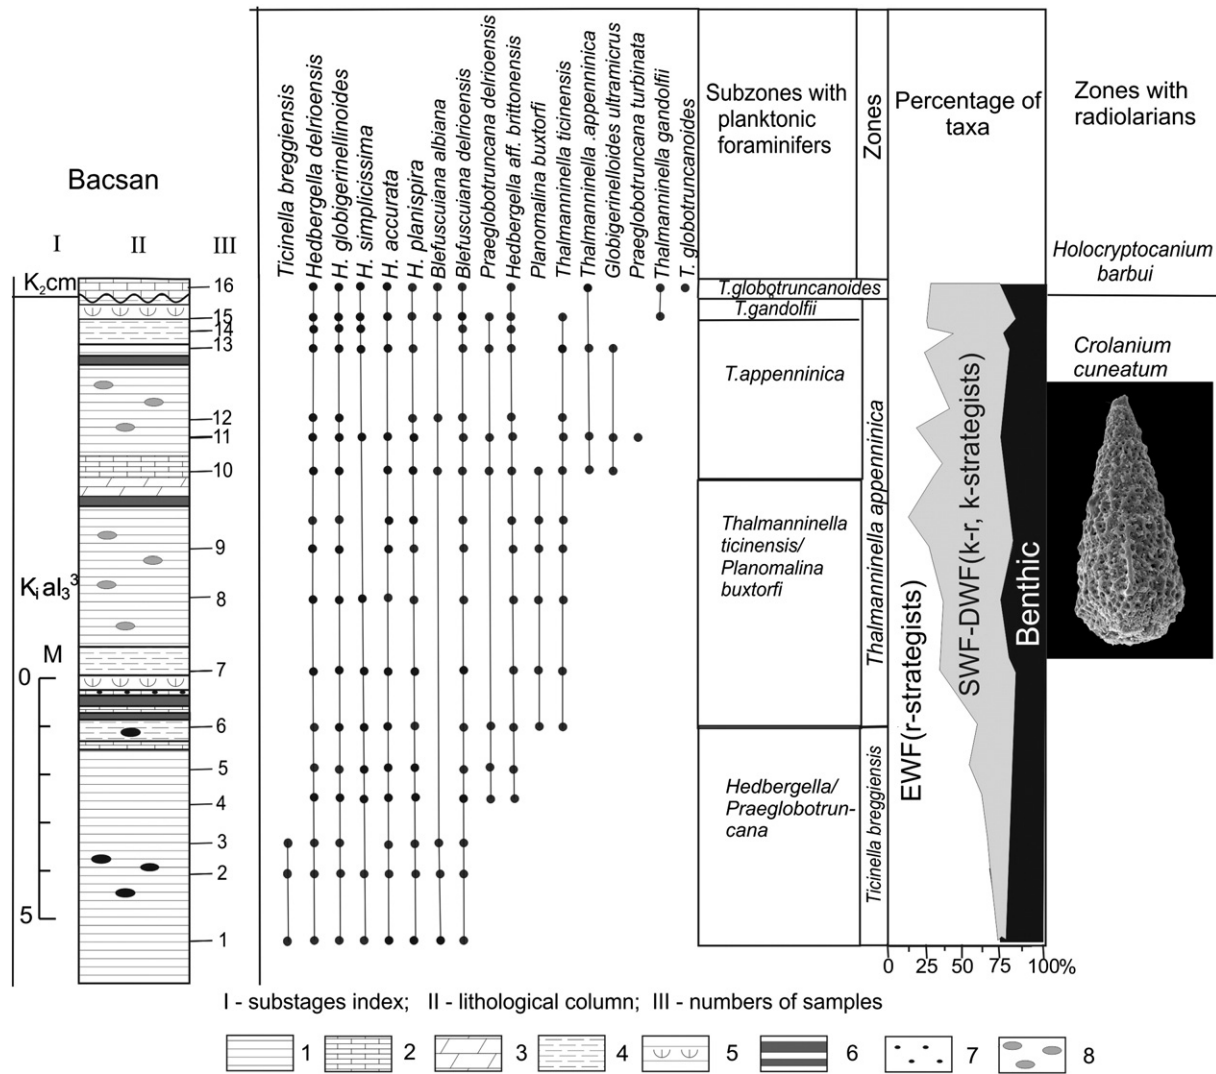 Bacsan
I
II
III
Ticinella breggiensis
Hedbergella delrioensis
H. globigerinellinoides
H. simplicissima
H. accurata
H. planispira
Blefuscuiana albiana
Blefuscuiana delrioensis
Praeglobotruncana delrioensis
Hedbergella aff. brittonensis
Planomalina buxtorfi
Thalmanninella ticinensis
Thalmanninella .appenninica
Globigerinelloides ultramicrus
Praeglobotruncana turbinata
Thalmaninella gandolfii
T. globotruncanoides
Subzones with
planktonic
foraminifers
Zones
Percentage of
taxa
Zones with
radiolarians
K₂cm
16
15
14
13
12
11
10
9
8
7
6
5
4
3
2
1
Kᵢal₃³
M
0
5
T.globotruncanoides
T.gandolfii
T.appenninica
Thalmanninella
ticinensis/
Planomalina
buxtorfi
Hedbergella/
Praeglobotrun-
cana
Thalmanninella appenninica
Ticinella breggiensis
EWF(r-strategists)
SWF-DWF(k-r, k-strategists)
Benthic
0 25 50 75 100%
Holocryptocanium
barbui
Crolanium
cuneatum
I - substages index; II - lithological column; III - numbers of samples
1 2 3 4 5 6 7 8